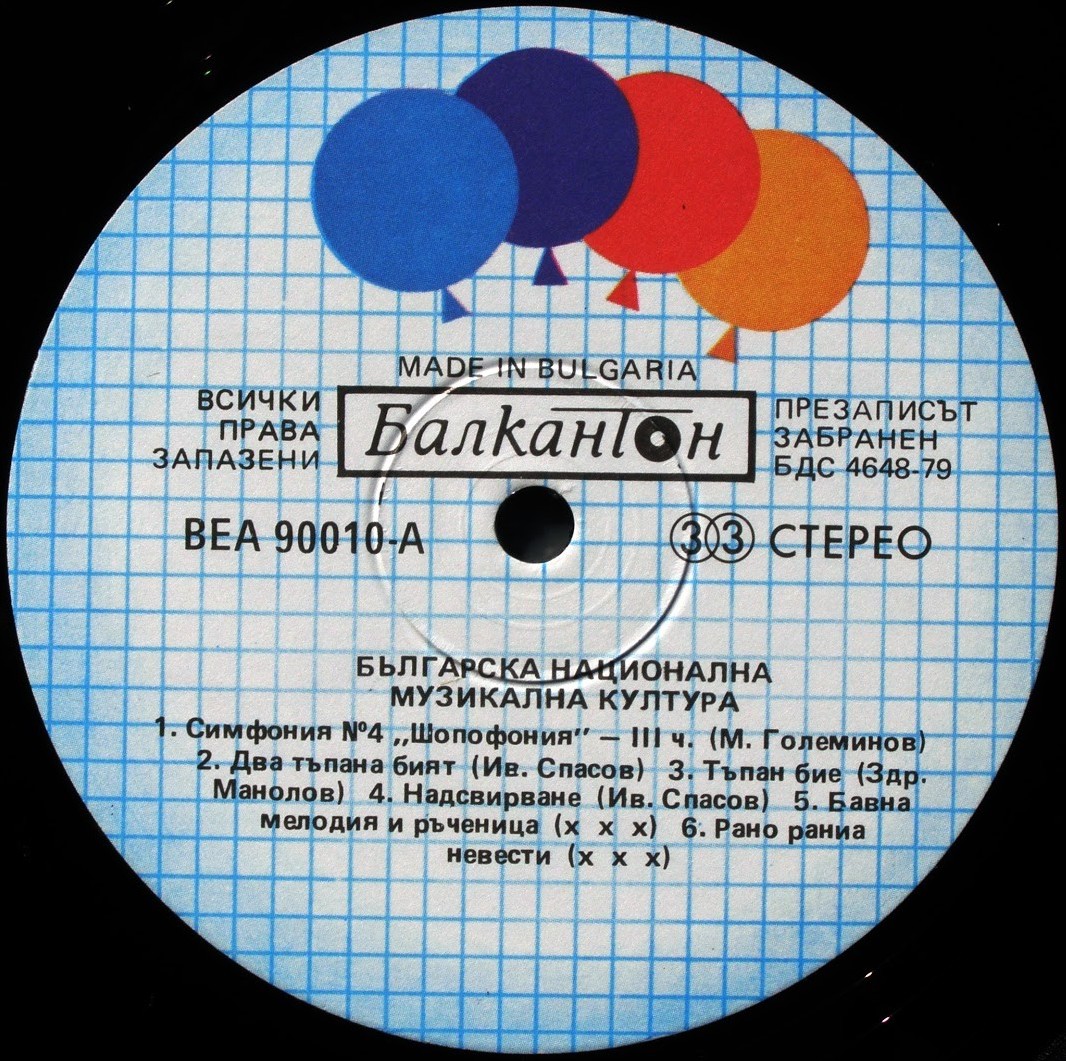 MADE IN BULGARIA
ВСИЧКИ
ПРАВА
ЗАПАЗЕНИ
Балкантон
ПРЕЗАПИСЪТ
ЗАБРАНЕН
БДС 4648-79
ВЕА 90010-А
33 СТЕРЕО
БЪЛГАРСКА НАЦИОНАЛНА
МУЗИКАЛНА КУЛТУРА
1. Симфония №4 „Шопофония” – III ч. (М. Големинов)
2. Два тъпана бият (Ив. Спасов) 3. Тъпан бие (Здр.
Манолов) 4. Надсвирване (Ив. Спасов) 5. Бавна
мелодия и ръченица (х х х) 6. Рано раниа
невести (х х х)